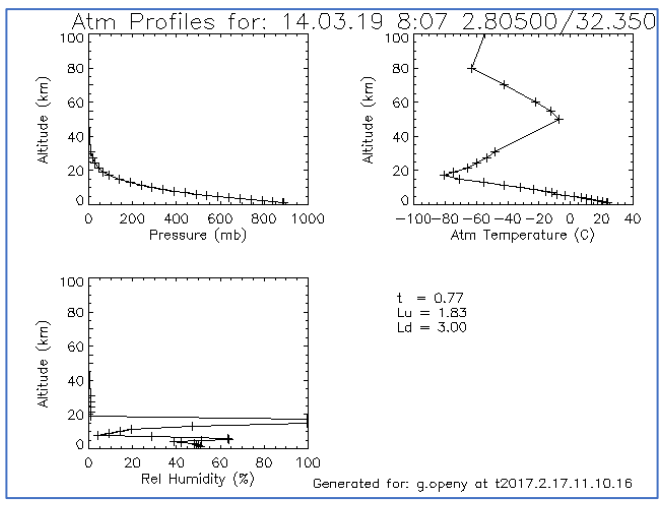 Atm Profiles for: 14.03.19 8:07 2.80500/32.350
100
80
60
40
20
0
Altitude (km)
0 200 400 600 800 1000
Pressure (mb)
100
80
60
40
20
0
Altitude (km)
-100-80 -60 -40 -20 0 20 40
Atm Temperature (C)
100
80
60
40
20
0
Altitude (km)
0 20 40 60 80 100
Rel Humidity (%)
t = 0.77
Lu = 1.83
Ld = 3.00
Generated for: g.openy at t2017.2.17.11.10.16